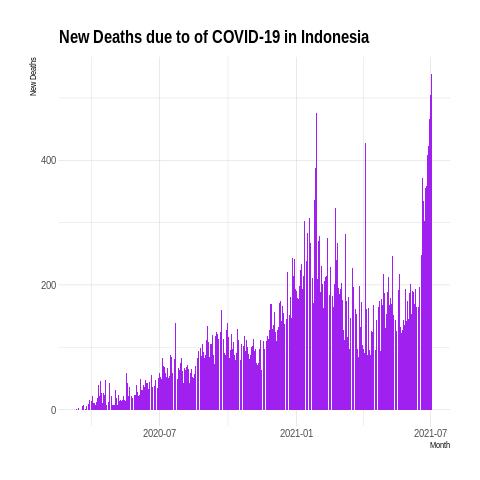 New Deaths due to of COVID-19 in Indonesia
New Deaths
400
200
0
2020-07
2021-01
2021-07
Month